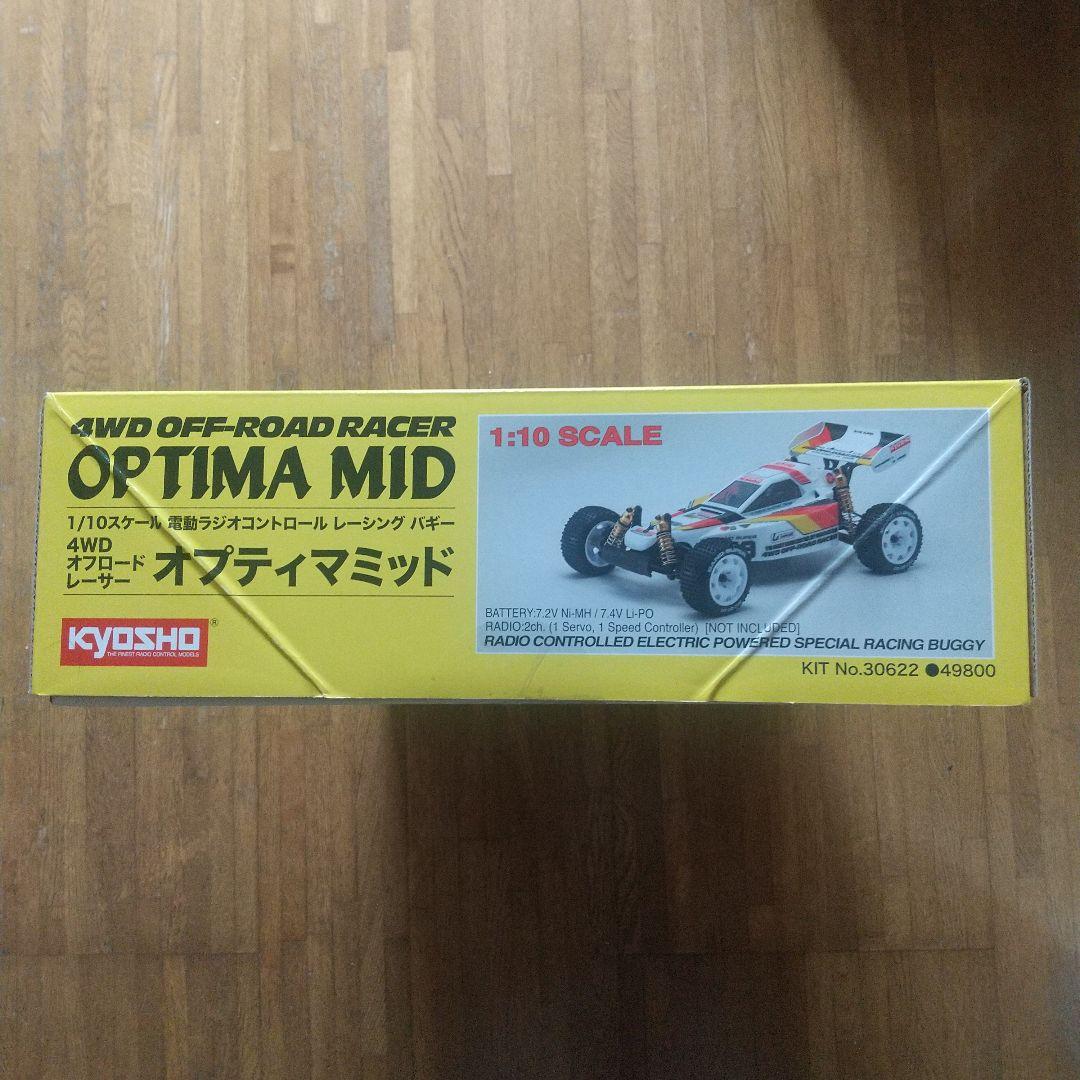 4WD OFF-ROAD RACER
OPTIMA MID
1/10スケール 電動ラジオコントロール レーシング バギー
4WD
オフロード
レーサー オプティマミッド
KYOSHO®
THE FINEST RADIO CONTROL MODELS
1:10 SCALE
BATTERY:7.2V Ni-MH / 7.4V Li-PO
RADIO:2ch. (1 Servo, 1 Speed Controller) [NOT INCLUDED]
RADIO CONTROLLED ELECTRIC POWERED SPECIAL RACING BUGGY
KIT No.30622 ●49800
4WD OFF-ROAD RACER